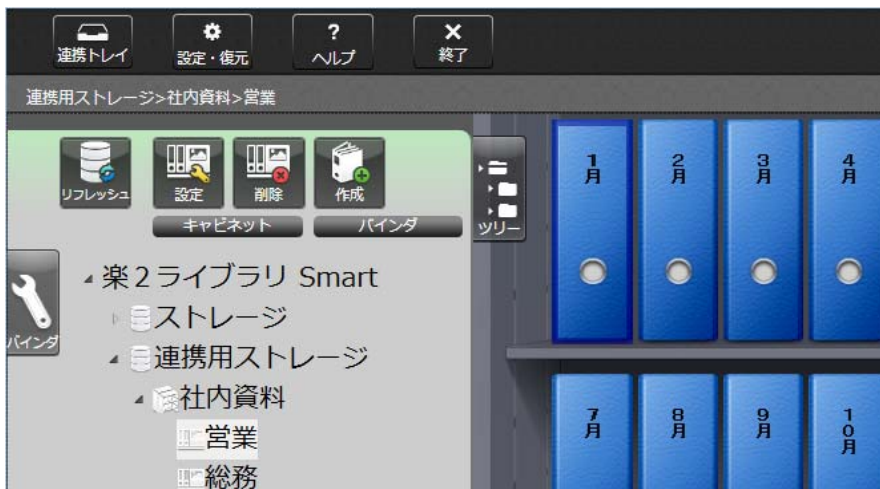 連携トレイ
設定・復元
?
ヘルプ
終了
連携用ストレージ>社内資料>営業
リフレッシュ
設定
削除
作成
キャビネット
バインダ
ツリー
バインダ
楽2ライブラリ Smart
ストレージ
連携用ストレージ
社内資料
営業
総務
1月
2月
3月
4月
7月
8月
9月
10月